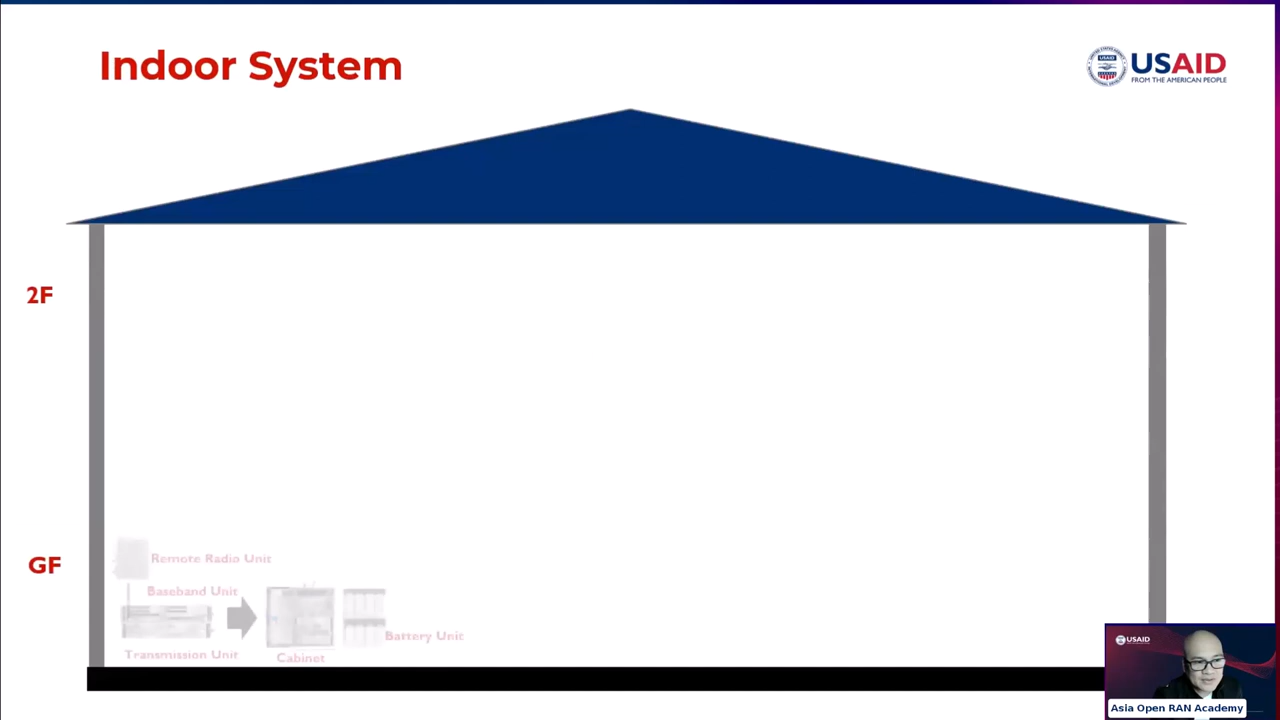 Indoor System
USAID
FROM THE AMERICAN PEOPLE
2F
GF
Remote Radio Unit
Baseband Unit
Transmission Unit
Cabinet
Battery Unit
USAID
Asia Open RAN Academy